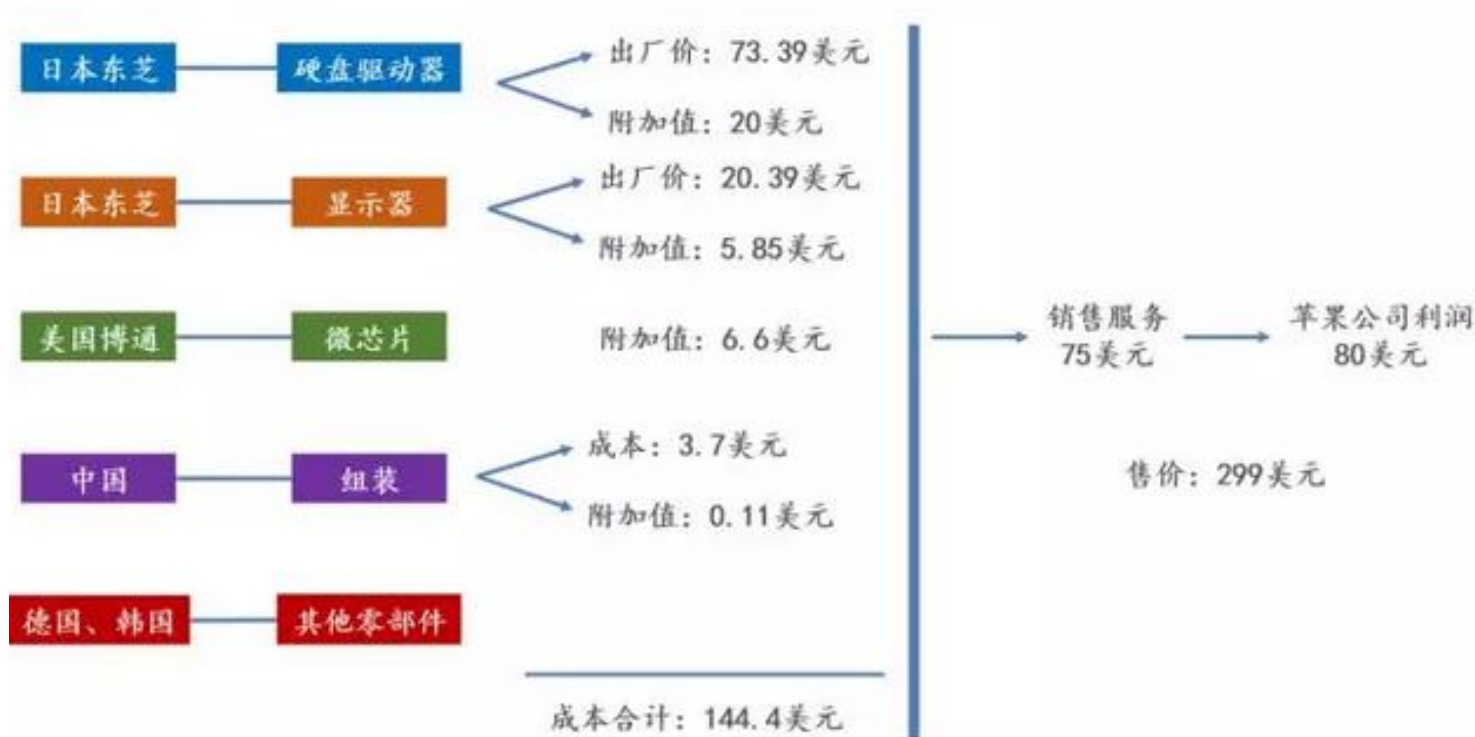 日本东芝
硬盘驱动器
出厂价：73.39美元
附加值：20美元
日本东芝
显示器
出厂价：20.39美元
附加值：5.85美元
美国博通
微芯片
附加值：6.6美元
中国
组装
成本：3.7美元
附加值：0.11美元
德国、韩国
其他零部件
成本合计：144.4美元
销售服务
75美元
苹果公司利润
80美元
售价：299美元